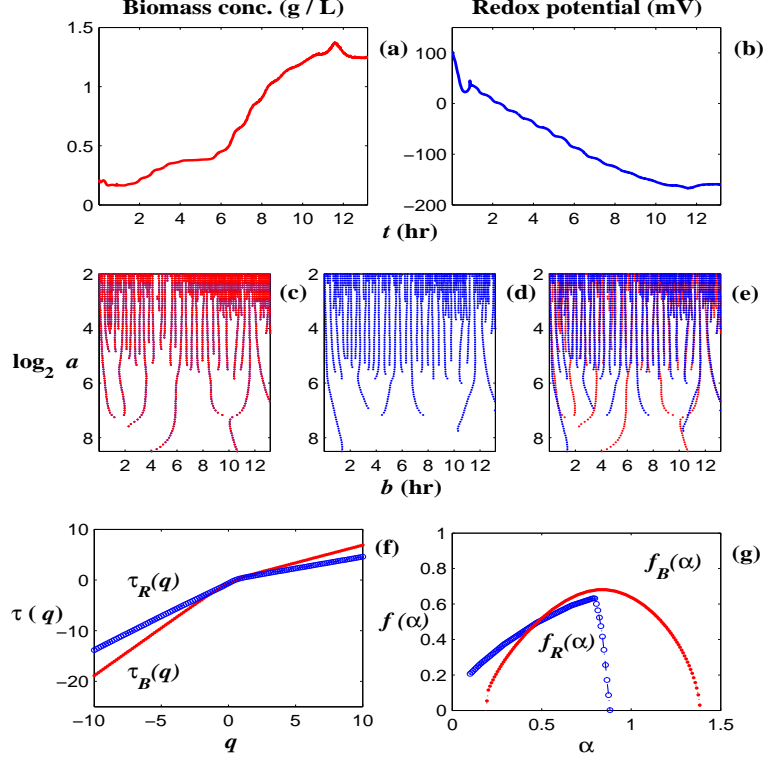 Biomass conc. (g / L)
Redox potential (mV)
1.5
1
0.5
0
2 4 6 8 10 12
(a)
100
0
−100
−200
2 4 6 8 10 12
(b)
t (hr)
log2 a
2
4
6
8
2 4 6 8 10 12
(c)
2 4 6 8 10 12
(d)
2
4
6
8
2 4 6 8 10 12
(e)
b (hr)
τ (q)
10
0
−10
−20
−10 −5 0 5 10
q
τR(q)
τB(q)
(f)
f(α)
1
0.8
0.6
0.4
0.2
0
0 0.5 1 1.5
α
fB(α)
fR(α)
(g)